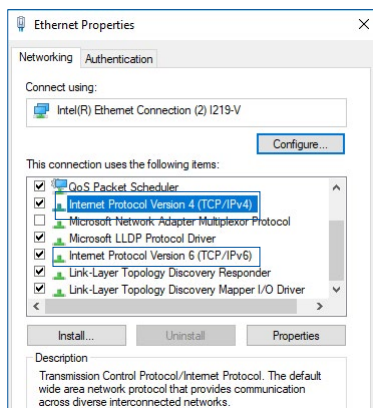 Ethernet Properties
Networking Authentication
Connect using:
Intel(R) Ethernet Connection (2) I219-V
Configure...
This connection uses the following items:
QoS Packet Scheduler
Internet Protocol Version 4 (TCP/IPv4)
Microsoft Network Adapter Multiplexor Protocol
Microsoft LLDP Protocol Driver
Internet Protocol Version 6 (TCP/IPv6)
Link-Layer Topology Discovery Responder
Link-Layer Topology Discovery Mapper I/O Driver
Install... Uninstall Properties
Description
Transmission Control Protocol/Internet Protocol. The default
wide area network protocol that provides communication
across diverse interconnected networks.